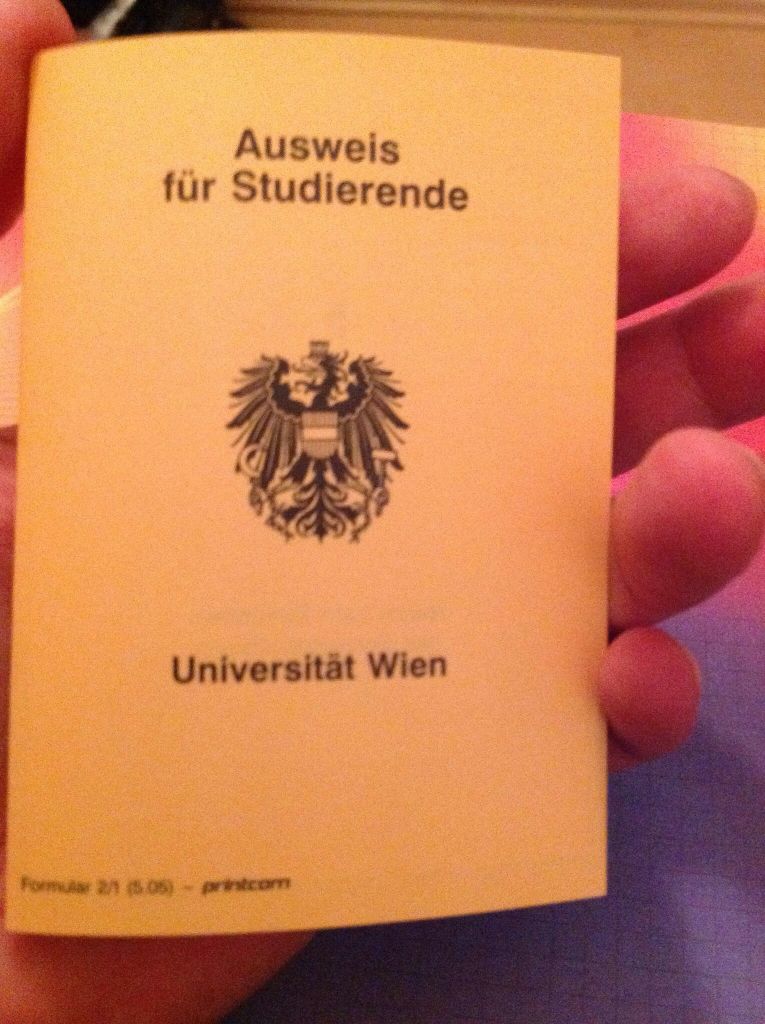 Ausweis
für Studierende
Universität Wien
Formular 2/1 (5.05) – printcom